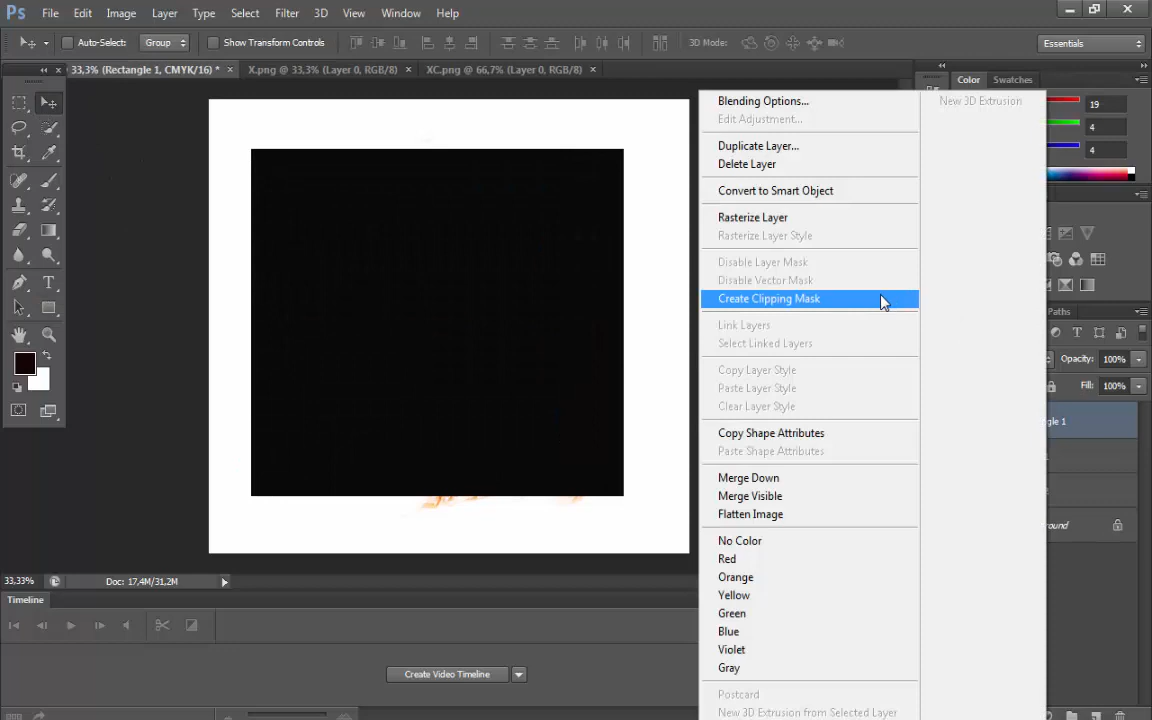 Ps File Edit Image Layer Type Select Filter 3D View Window Help
Auto-Select: Group Show Transform Controls 3D Mode: Essentials
33,3% (Rectangle 1, CMYK/16) * × X.png @ 33,3% (Layer 0, RGB/8) × XC.png @ 66,7% (Layer 0, RGB/8) ×
Color Swatches
19
4
4
Blending Options...
Edit Adjustment...
Duplicate Layer...
Delete Layer
Convert to Smart Object
Rasterize Layer
Rasterize Layer Style
Disable Layer Mask
Disable Vector Mask
Create Clipping Mask
Link Layers
Select Linked Layers
Copy Layer Style
Paste Layer Style
Clear Layer Style
Copy Shape Attributes
Paste Shape Attributes
Merge Down
Merge Visible
Flatten Image
No Color
Red
Orange
Yellow
Green
Blue
Violet
Gray
Postcard
New 3D Extrusion from Selected Layer
New 3D Extrusion
Paths
Opacity: 100%
Fill: 100%
gle 1
ound
33,33% Doc: 17,4M/31,2M
Timeline
Create Video Timeline